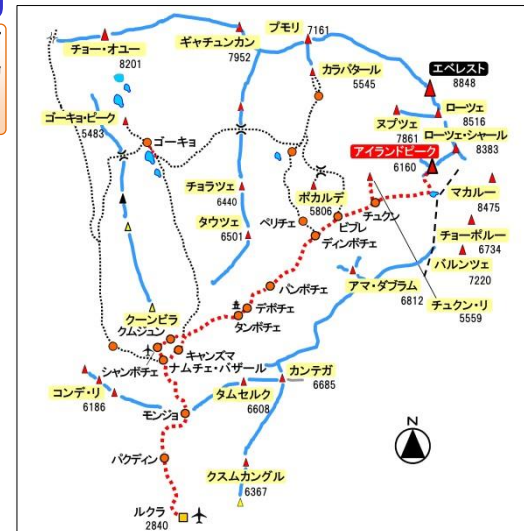 プモリ
7161
チョー・オユー
8201
ギャチュンカン
7952
カラパタール
5545
エベレスト
8848
ローツェ
8516
ヌプツェ
7861
ローツェ・シャール
8383
ゴーキョ・ピーク
5483
ゴーキョ
アイランドピーク
6160
チョラツェ
6440
ポカルデ
5806
マカルー
8475
チュクン
タウツェ
6501
ペリチェ
ビブレ
ディンボチェ
チョーポルー
6734
バルンツェ
7220
パンボチェ
アマ・ダブラム
6812
チュクン・リ
5559
デボチェ
タンボチェ
クーンビラ
クムジュン
キャンズマ
シャンボチェ
ナムチェ・バザール
コンデ・リ
6186
カンテガ
6685
タムセルク
6608
モンジョ
N
パクディン
クスムカングル
6367
ルクラ
2840